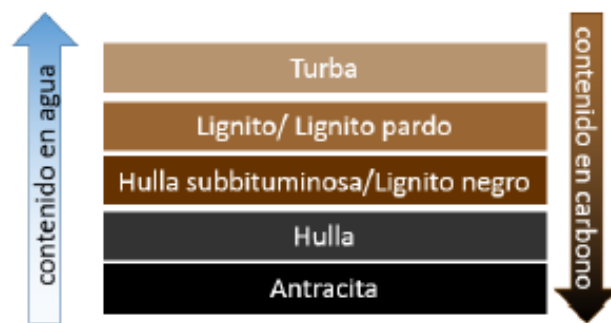 contenido en agua
Turba
Lignito/ Lignito pardo
Hulla subbituminosa/Lignito negro
Hulla
Antracita
contenido en carbono